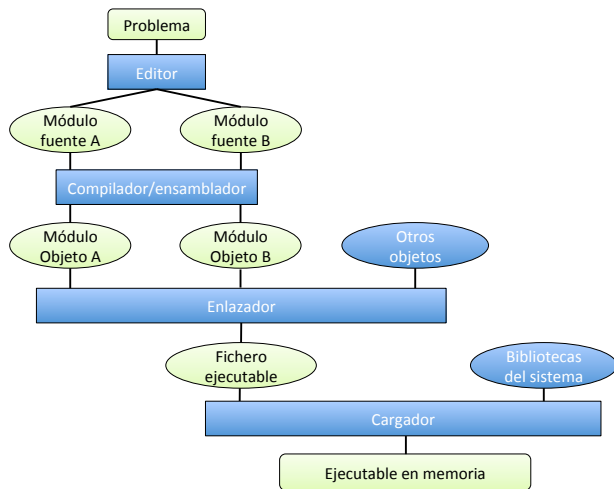 Problema
Editor
Módulo
fuente A
Módulo
fuente B
Compilador/ensamblador
Módulo
Objeto A
Módulo
Objeto B
Otros
objetos
Enlazador
Fichero
ejecutable
Bibliotecas
del sistema
Cargador
Ejecutable en memoria